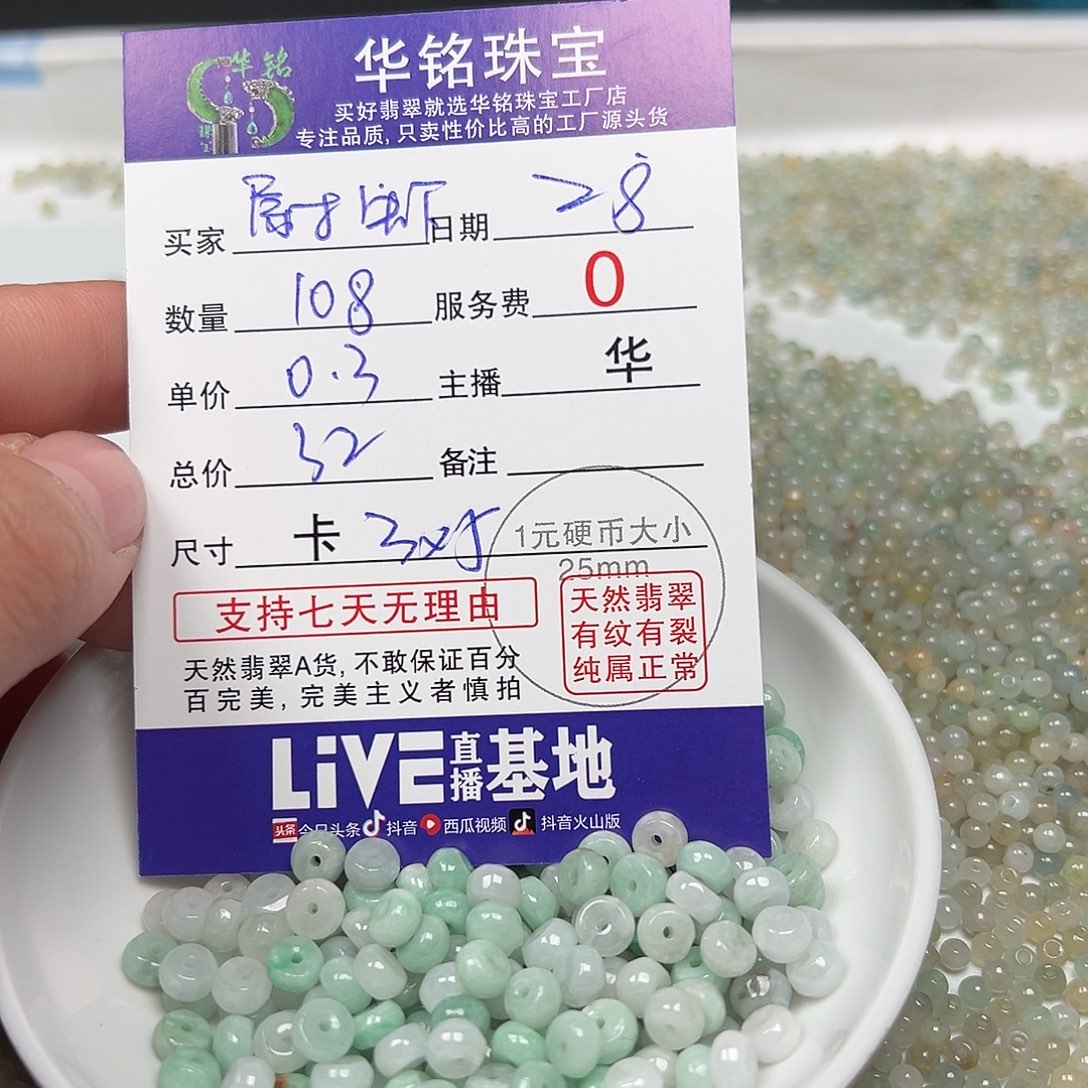 华铭
华铭珠宝
买好翡翠就选华铭珠宝工厂店
专注品质,只卖性价比高的工厂源头货
买家 日期
数量 108 服务费 0
单价 0.3 主播 华
总价 32 备注
尺寸 卡 3x5 1元硬币大小
25mm
支持七天无理由
天然翡翠
有纹有裂
纯属正常
天然翡翠A货,不敢保证百分
百完美,完美主义者慎拍
LiVE直播基地
头条 今日头条 抖音 西瓜视频 抖音火山版